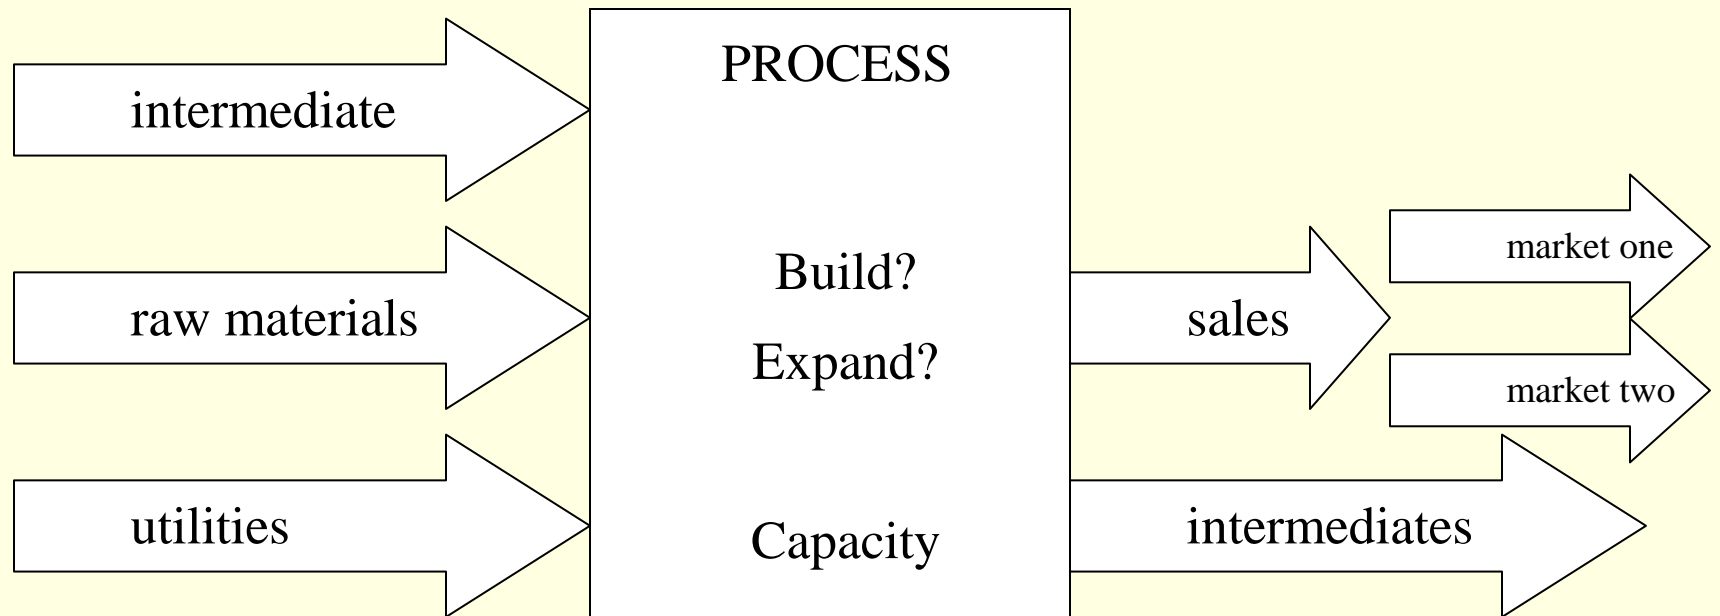 intermediate
raw materials
utilities
PROCESS
Build?
Expand?
Capacity
sales
intermediates
market one
market two